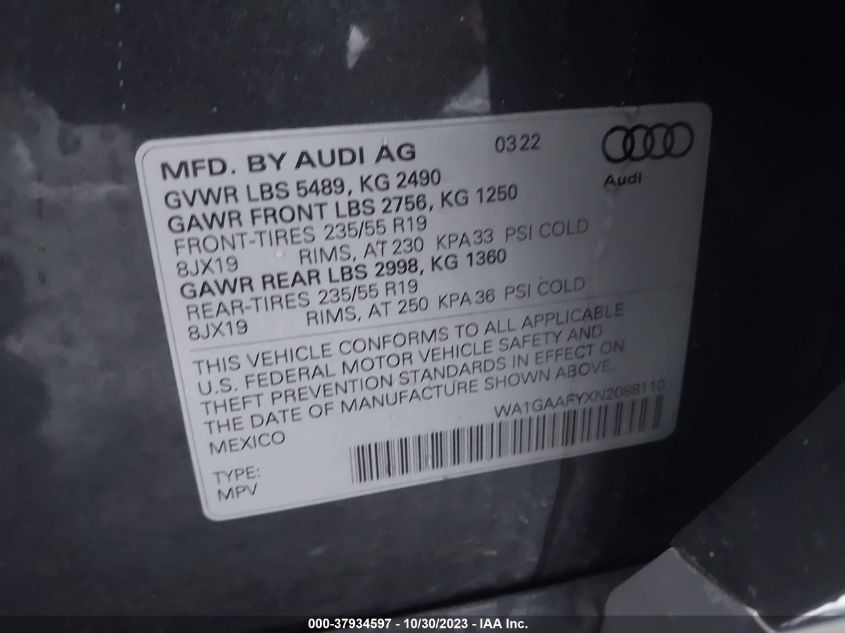 MFD. BY AUDI AG 0322
Audi
GVWR LBS 5489, KG 2490
GAWR FRONT LBS 2756, KG 1250
FRONT-TIRES 235/55 R19
8JX19 RIMS, AT 230 KPA33 PSI COLD
GAWR REAR LBS 2998, KG 1360
REAR-TIRES 235/55 R19
8JX19 RIMS, AT 250 KPA36 PSI COLD
THIS VEHICLE CONFORMS TO ALL APPLICABLE
U.S. FEDERAL MOTOR VEHICLE SAFETY AND
THEFT PREVENTION STANDARDS IN EFFECT ON
THE DATE OF MANUFACTURE SHOWN ABOVE.
MEXICO WA1GAAFYXN2088110
TYPE:
MPV
000-37934597 - 10/30/2023 - IAA Inc.